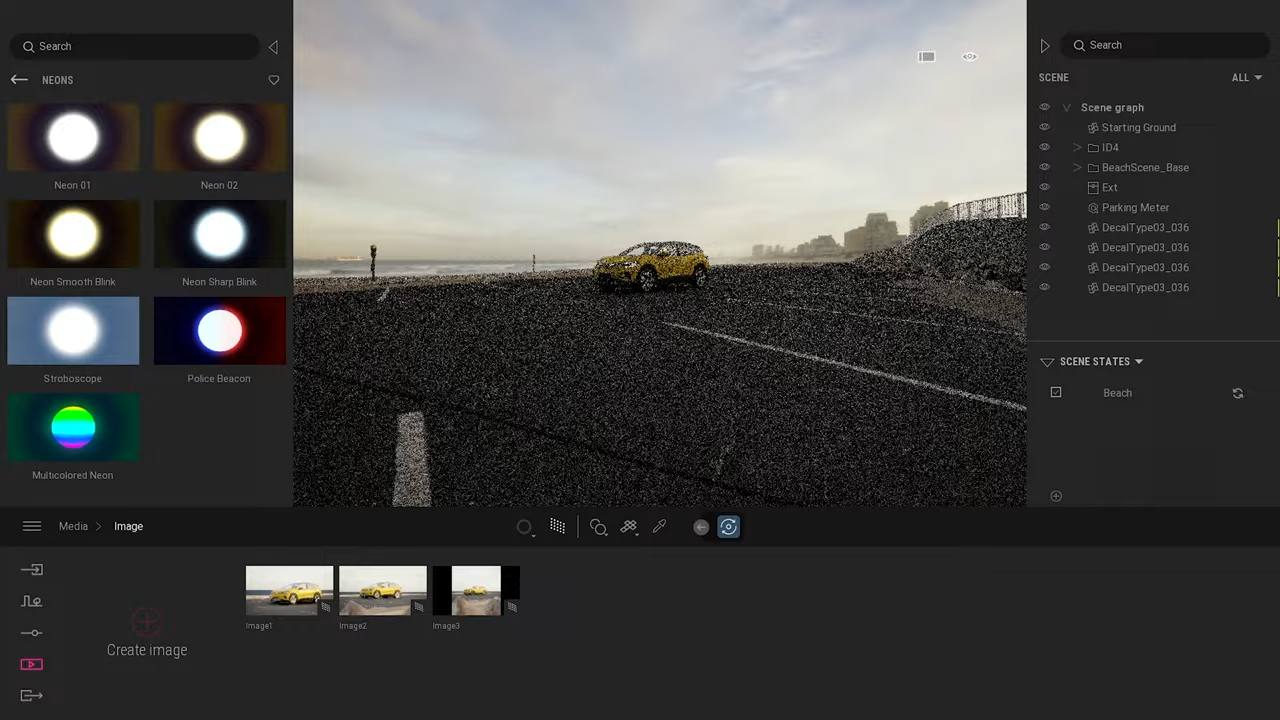 Search
NEONS
Neon 01
Neon 02
Neon Smooth Blink
Neon Sharp Blink
Stroboscope
Police Beacon
Multicolored Neon
Search
SCENE
ALL
Scene graph
Starting Ground
ID4
BeachScene_Base
Ext
Parking Meter
DecalType03_036
DecalType03_036
DecalType03_036
DecalType03_036
SCENE STATES
Beach
Media > Image
Create image
Image1
Image2
Image3